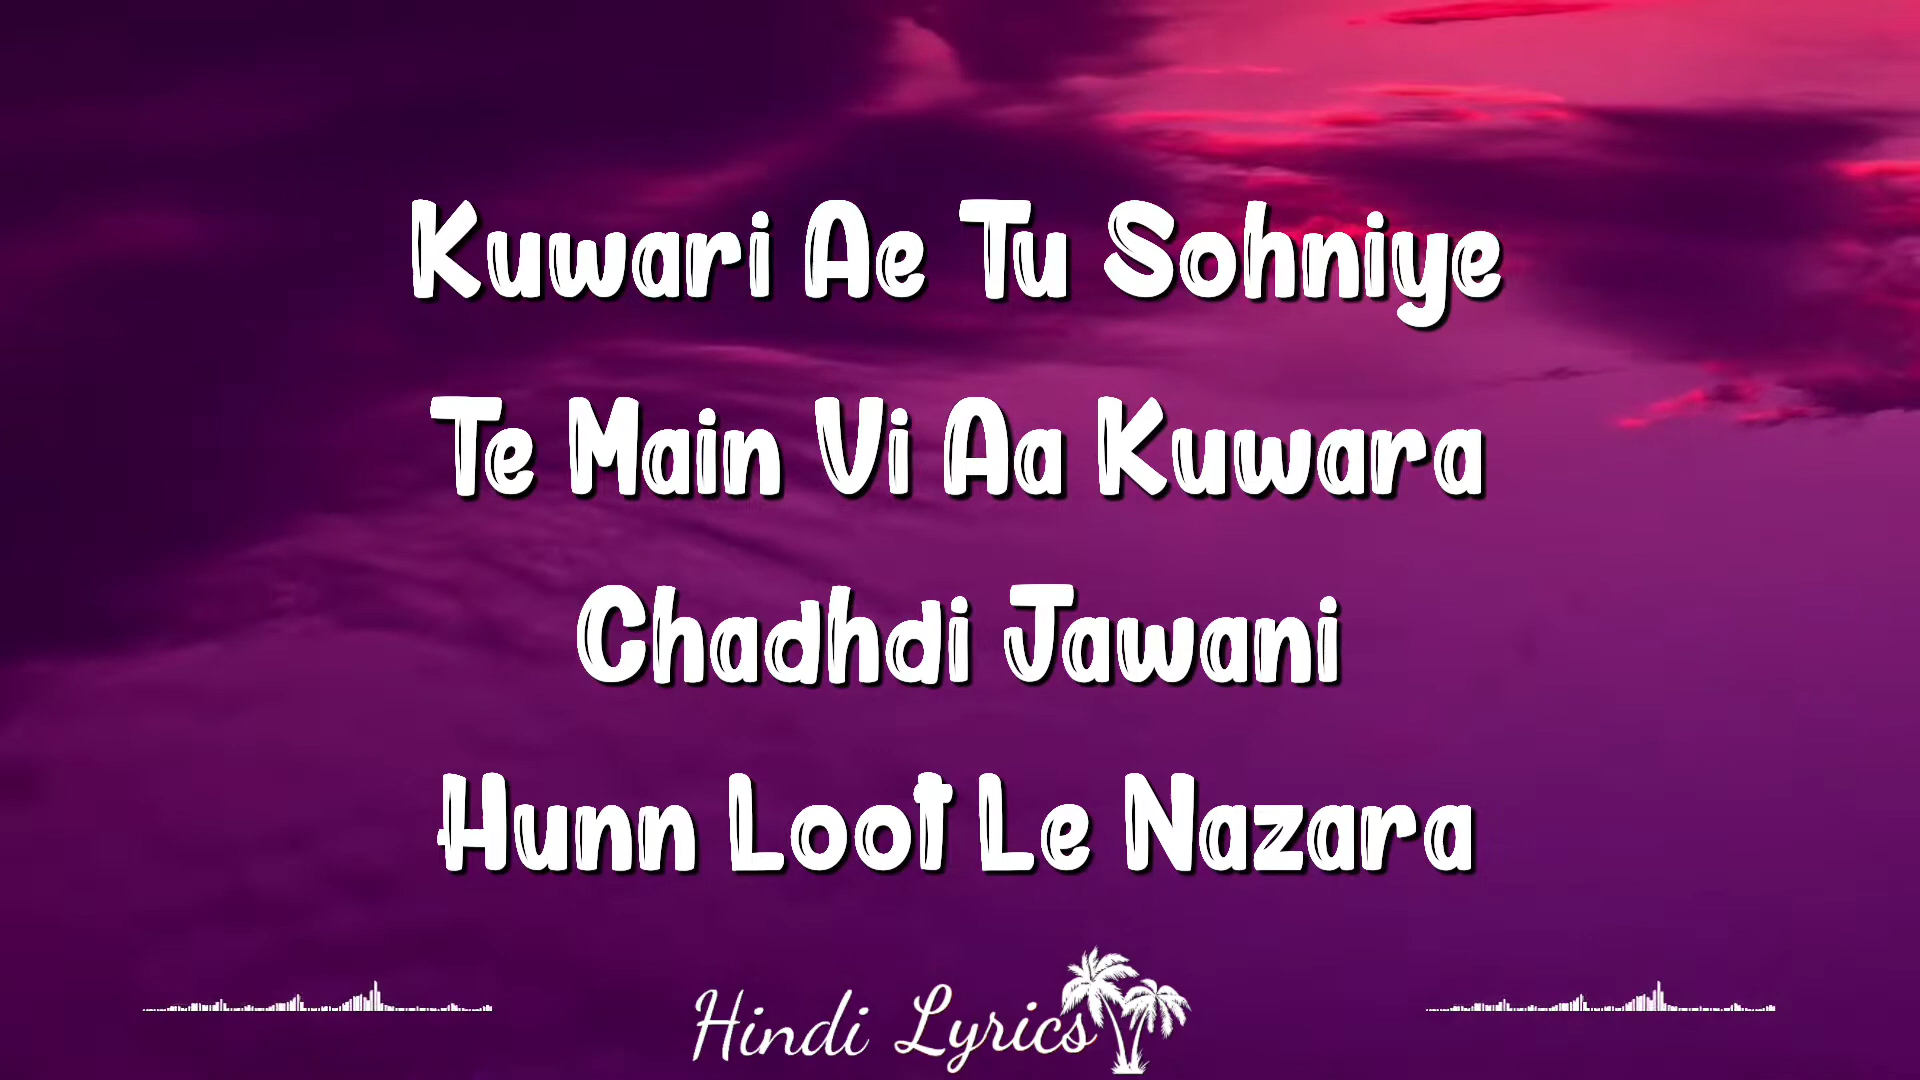 Kuwari Ae Tu Sohniye
Te Main Vi Aa Kuwara
Chadhdi Jawani
Hunn Loot Le Nazara
Hindi Lyrics